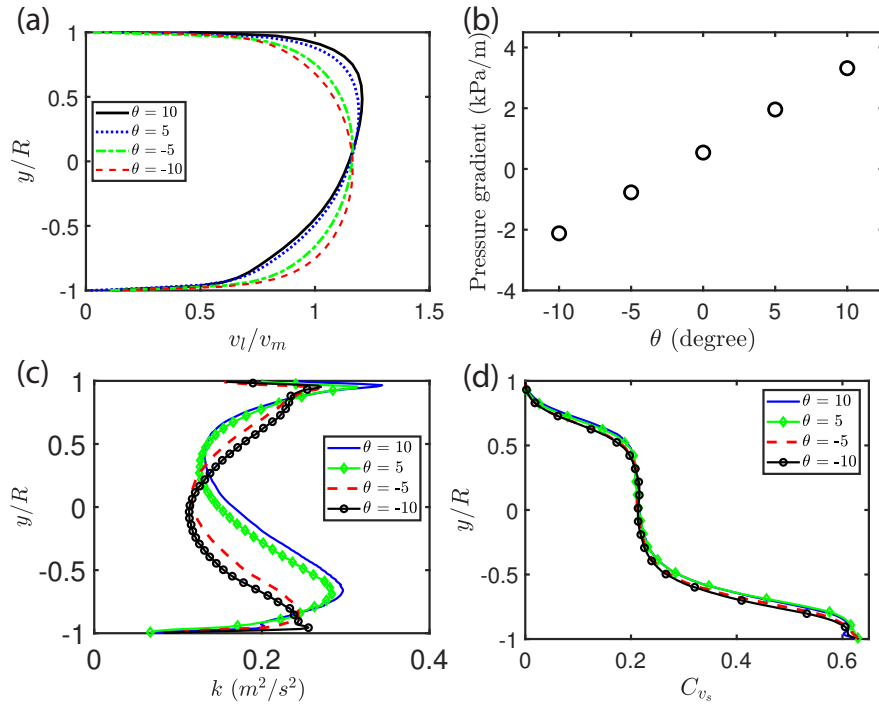 (a)
1
0.5
0
-0.5
-1
y/R
θ = 10
θ = 5
θ = -5
θ = -10
0
0.5
1
1.5
v_l/v_m
(b)
4
2
0
-2
-4
Pressure gradient (kPa/m)
-10
-5
0
5
10
θ (degree)
(c)
1
0.5
0
-0.5
-1
y/R
θ = 10
θ = 5
θ = -5
θ = -10
0
0.2
0.4
k (m²/s²)
(d)
1
0.5
0
-0.5
-1
y/R
θ = 10
θ = 5
θ = -5
θ = -10
0
0.2
0.4
0.6
C_{v_s}